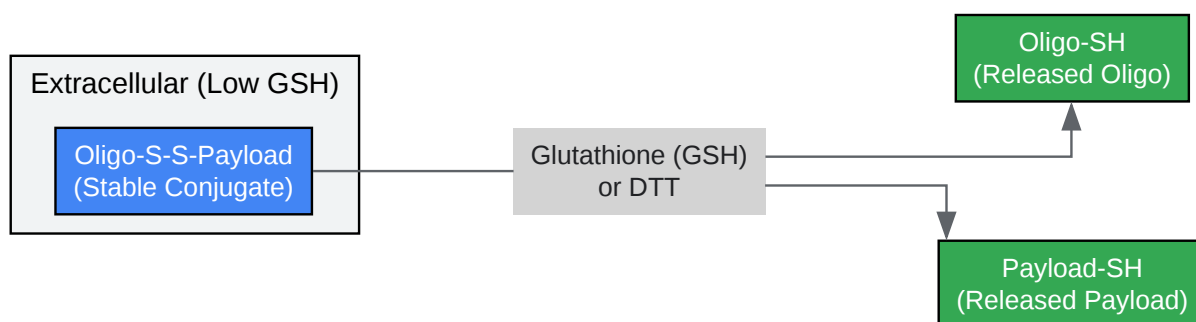 Extracellular (Low GSH)
Oligo-S-S-Payload
(Stable Conjugate)
Glutathione (GSH)
or DTT
Oligo-SH
(Released Oligo)
Payload-SH
(Released Payload)